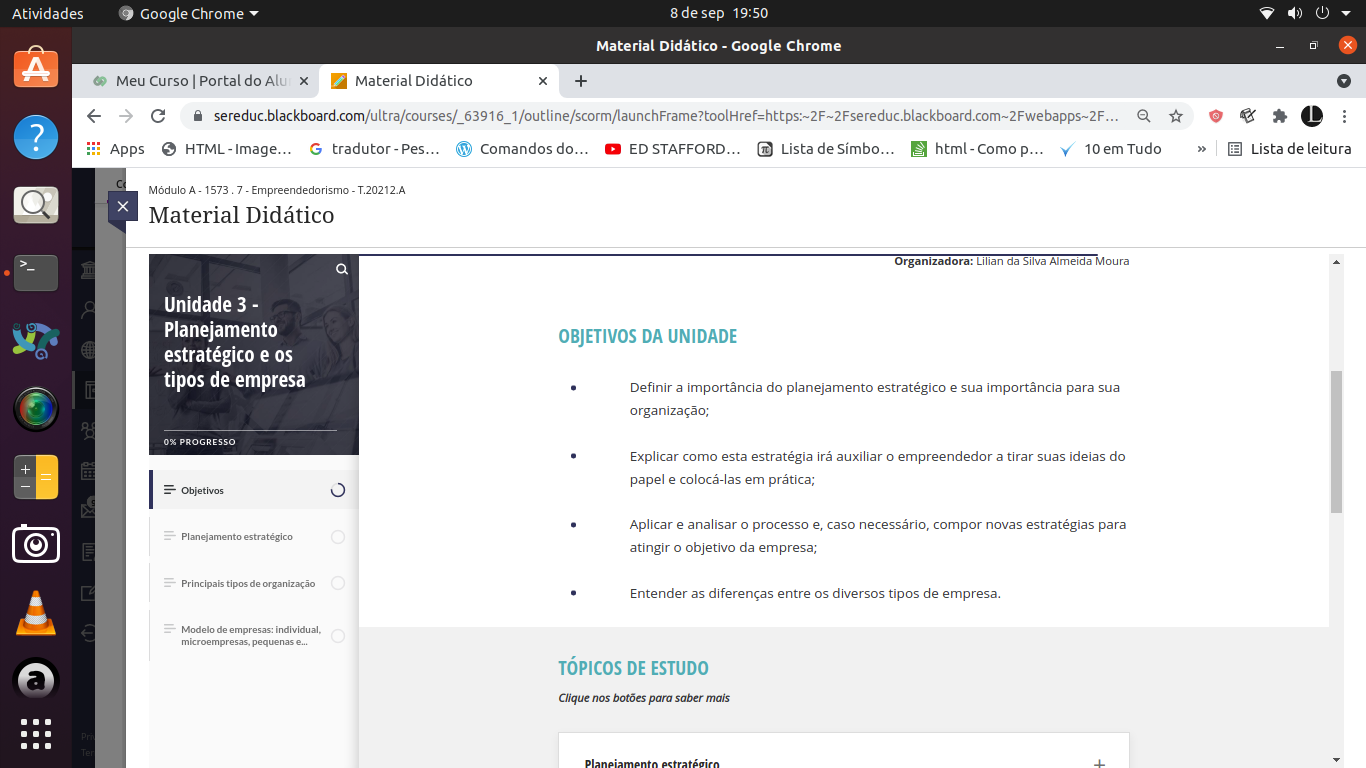 Atividades
Google Chrome
8 de sep 19:50
Material Didático - Google Chrome
Meu Curso | Portal do Alu
Material Didático
sereduc.blackboard.com/ultra/courses/_63916_1/outline/scorm/launchFrame?toolHref=https:~2F~2Fsereduc.blackboard.com~2Fwebapps~2F...
Apps
HTML - Image...
tradutor - Pes...
Comandos do...
ED STAFFORD...
Lista de Símbo...
html - Como p...
10 em Tudo
»
Lista de leitura
Módulo A - 1573 . 7 - Empreendedorismo - T.20212.A
Material Didático
Unidade 3 -
Planejamento
estratégico e os
tipos de empresa
0% PROGRESSO
Objetivos
Planejamento estratégico
Principais tipos de organização
Modelo de empresas: individual,
microempresas, pequenas e...
Organizadora: Lilian da Silva Almeida Moura
OBJETIVOS DA UNIDADE
• Definir a importância do planejamento estratégico e sua importância para sua
organização;
• Explicar como esta estratégia irá auxiliar o empreendedor a tirar suas ideias do
papel e colocá-las em prática;
• Aplicar e analisar o processo e, caso necessário, compor novas estratégias para
atingir o objetivo da empresa;
• Entender as diferenças entre os diversos tipos de empresa.
TÓPICOS DE ESTUDO
Clique nos botões para saber mais
Planejamento estratégico